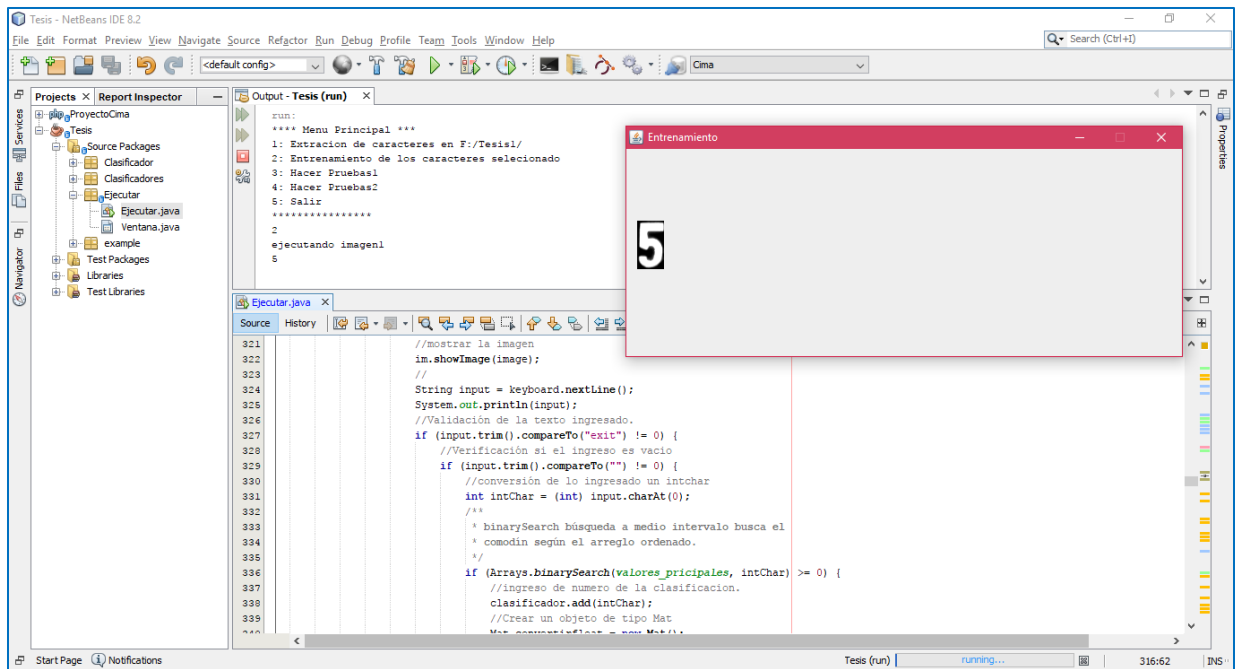 Tesis - NetBeans IDE 8.2
File Edit Format Preview View Navigate Source Refactor Run Debug Profile Team Tools Window Help
Search (Ctrl+I)
<default config>
Cima
Projects
Report Inspector
Output - Tesis (run)
Services
Files
Navigator
Properties
ProyectoCima
Tesis
Source Packages
Clasificador
Clasificadores
Ejecutar
Ejecutar.java
Ventana.java
example
Test Packages
Libraries
Test Libraries
run:
**** Menu Principal ***
1: Extracion de caracteres en F:/Tesis1/
2: Entrenamiento de los caracteres selecionado
3: Hacer Pruebas1
4: Hacer Pruebas2
5: Salir
****************
2
ejecutando imagen1
5
Entrenamiento
5
Ejecutar.java
Source History
321 //mostrar la imagen
322 im.showImage(image);
323 //
324 String input = keyboard.nextLine();
325 System.out.println(input);
326 //Validación de la texto ingresado.
327 if (input.trim().compareTo("exit") != 0) {
328 //Verificación si el ingreso es vacio
329 if (input.trim().compareTo("") != 0) {
330 //conversión de lo ingresado un intchar
331 int intChar = (int) input.charAt(0);
332 /**
333 * binarySearch búsqueda a medio intervalo busca el
334 * comodin según el arreglo ordenado.
335 */
336 if (Arrays.binarySearch(valores_pricipales, intChar) >= 0) {
337 //ingreso de numero de la clasificacion.
338 clasificador.add(intChar);
339 //Crear un objeto de tipo Mat
Start Page Notifications
Tesis (run)
running...
316:62
INS